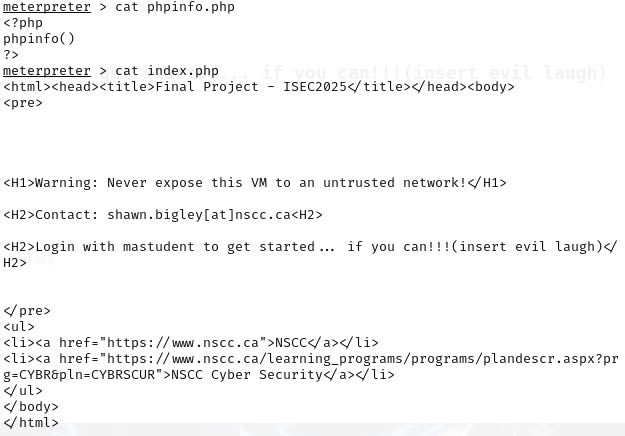 meterpreter > cat phpinfo.php
<?php
phpinfo()
?>
meterpreter > cat index.php
<html><head><title>Final Project - ISEC2025</title></head><body>
<pre>
<H1>Warning: Never expose this VM to an untrusted network!</H1>
<H2>Contact: shawn.bigley[at]nscc.ca<H2>
<H2>Login with mastudent to get started... if you can!!!(insert evil laugh)</
H2>
</pre>
<ul>
<li><a href="https://www.nscc.ca">NSCC</a></li>
<li><a href="https://www.nscc.ca/learning_programs/programs/plandescr.aspx?pr
g=CYBR&pln=CYBRSCUR">NSCC Cyber Security</a></li>
</ul>
</body>
</html>